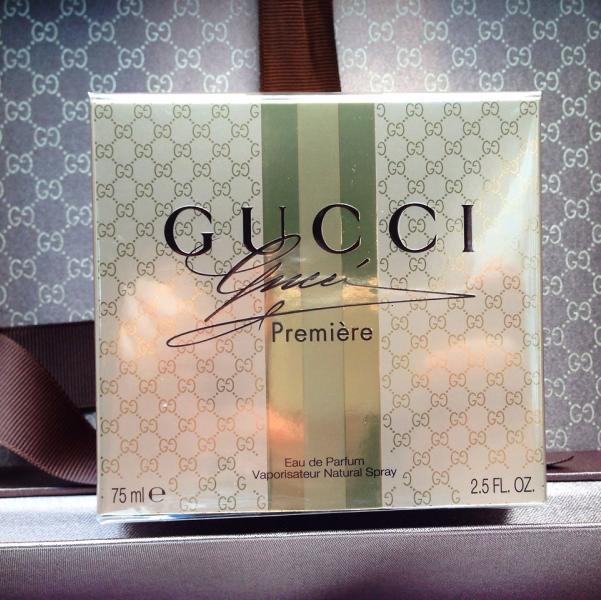 GUCCI
Gucci
Première
Eau de Parfum
Vaporisateur Natural Spray
75 ml ℮
2.5 FL. OZ.